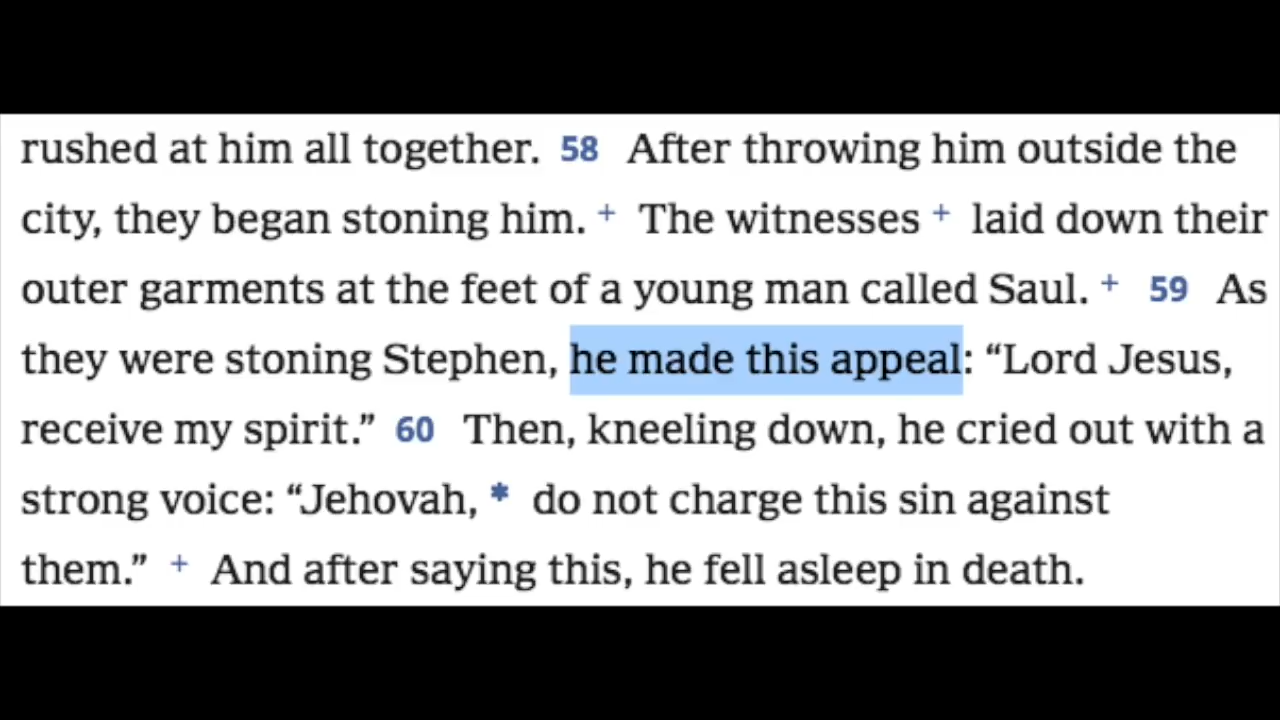 rushed at him all together. 58 After throwing him outside the
city, they began stoning him. + The witnesses + laid down their
outer garments at the feet of a young man called Saul. + 59 As
they were stoning Stephen, he made this appeal: “Lord Jesus,
receive my spirit.” 60 Then, kneeling down, he cried out with a
strong voice: “Jehovah, * do not charge this sin against
them.” + And after saying this, he fell asleep in death.